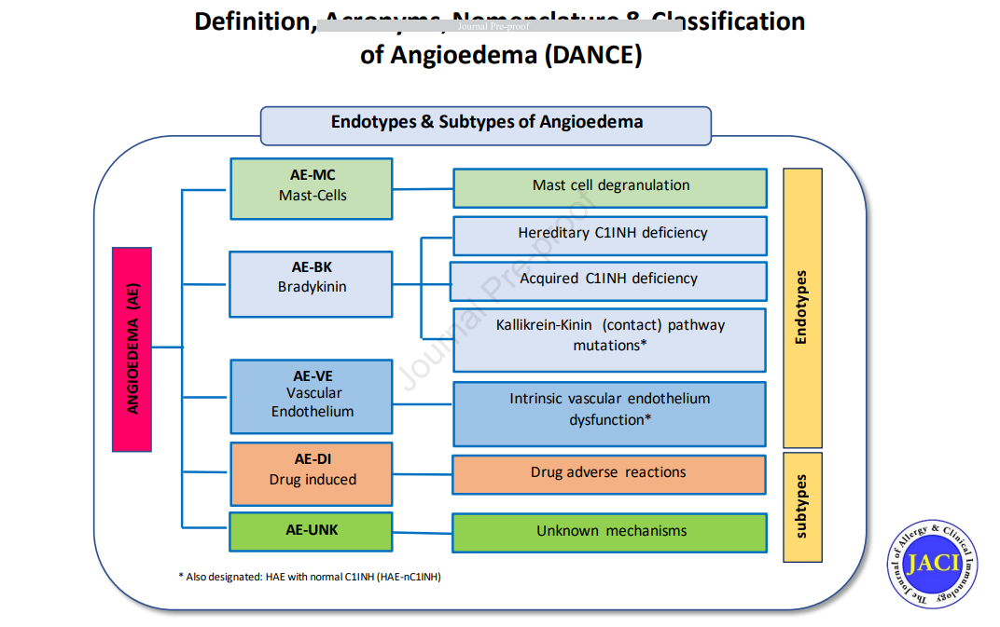 Definition, Acronyms, Nomenclature & Classification
Journal Pre-proof
of Angioedema (DANCE)
Endotypes & Subtypes of Angioedema
ANGIOEDEMA (AE)
AE-MC
Mast-Cells
Mast cell degranulation
AE-BK
Bradykinin
Hereditary C1INH deficiency
Acquired C1INH deficiency
Kallikrein-Kinin (contact) pathway
mutations*
AE-VE
Vascular
Endothelium
Intrinsic vascular endothelium
dysfunction*
AE-DI
Drug induced
Drug adverse reactions
AE-UNK
Unknown mechanisms
Endotypes
subtypes
Journal Pre-proof
* Also designated: HAE with normal C1INH (HAE-nC1INH)
The Journal of Allergy & Clinical Immunology
JACI